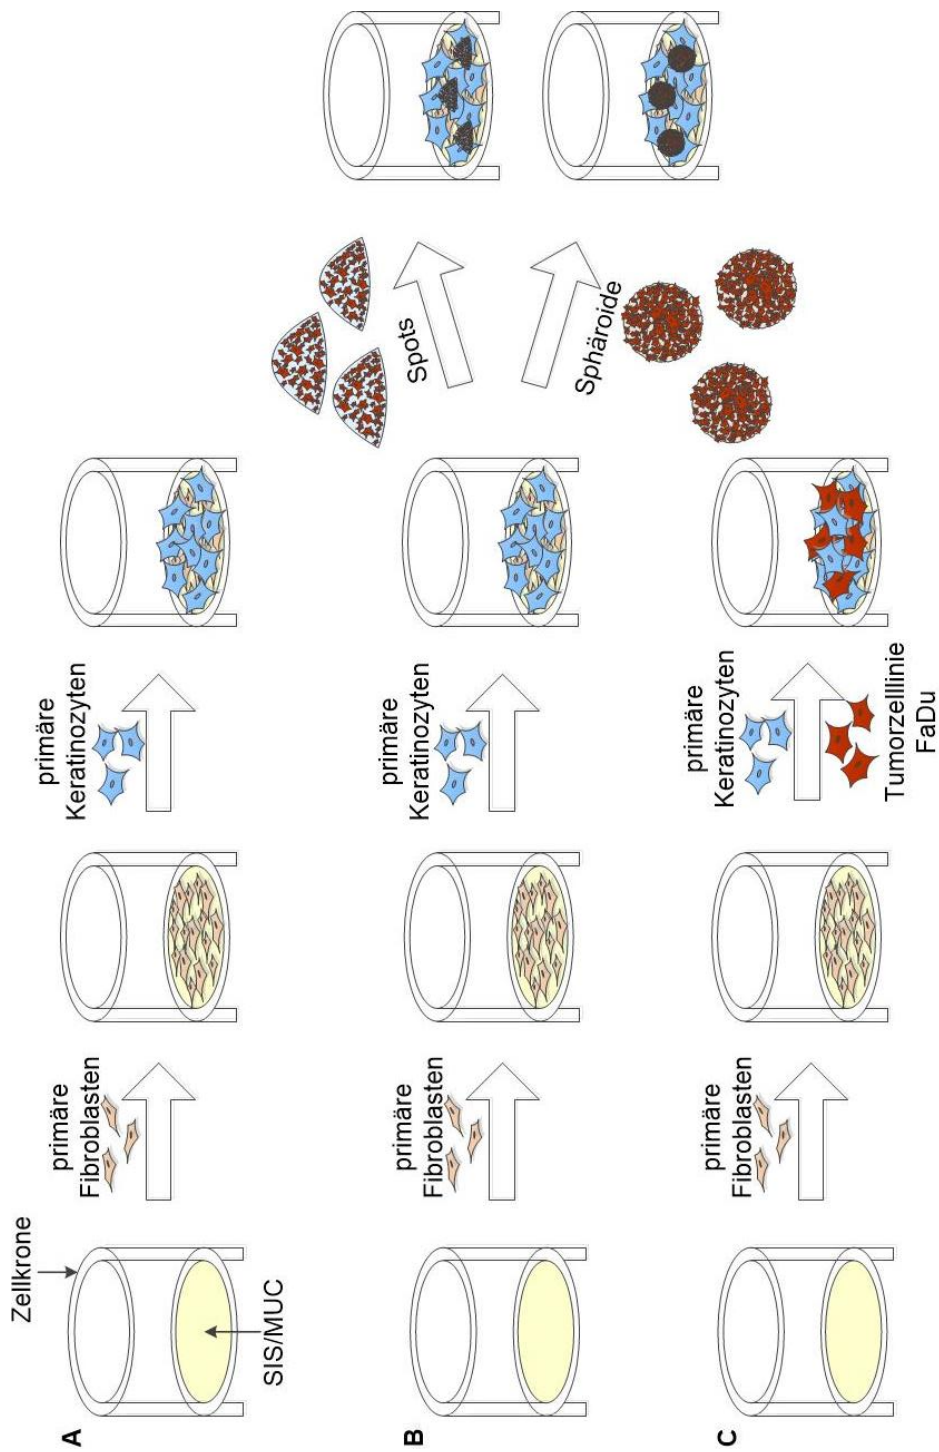 A
Zellkrone
SIS/MUC
primäre
Fibroblasten
primäre
Keratinozyten
B
primäre
Fibroblasten
primäre
Keratinozyten
Spots
Sphäroide
C
primäre
Fibroblasten
primäre
Keratinozyten
Tumorzelllinie
FaDu